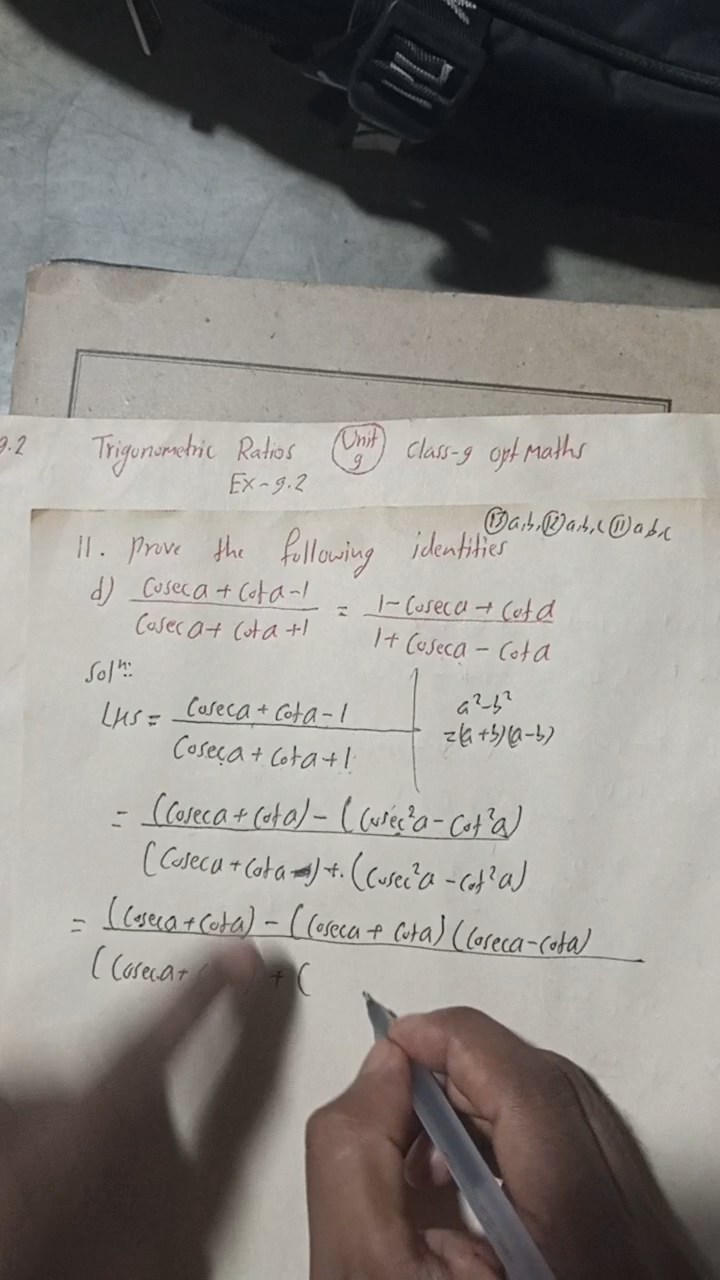 9.2 Trigonometric Ratios (Unit 9) Class-9 opt Maths
Ex-9.2
(13)a,b,(12)a,b,c (11)a,b,c
11. Prove the following identities
d) (Coseca + Cota - 1)/(Coseca + Cota + 1) = (1 - Coseca + Cota)/(1 + Coseca - Cota)
Solⁿ:
LHS = (Coseca + Cota - 1)/(Coseca + Cota + 1)
a²-b²
=(a+b)(a-b)
= ((Coseca + Cota) - (Cosec²a - Cot²a))/((Coseca + Cota) + (Cosec²a - Cot²a))
= (Coseca + Cota) - (Coseca + Cota)(Coseca - Cota)
(Coseca + + (